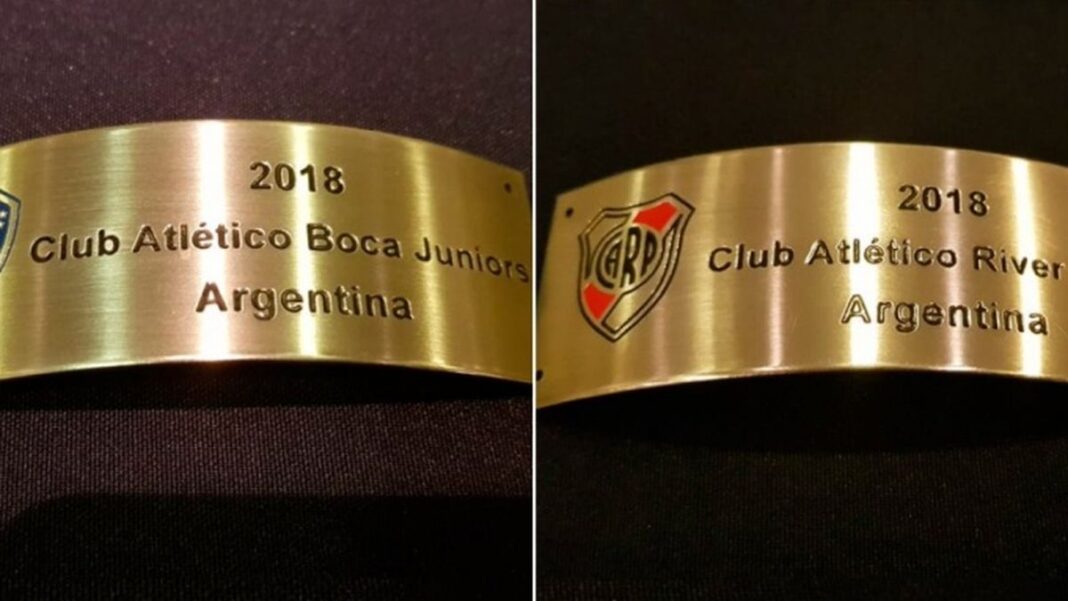 2018
Club Atlético Boca Juniors
Argentina
CARP
2018
Club Atlético River
Argentina